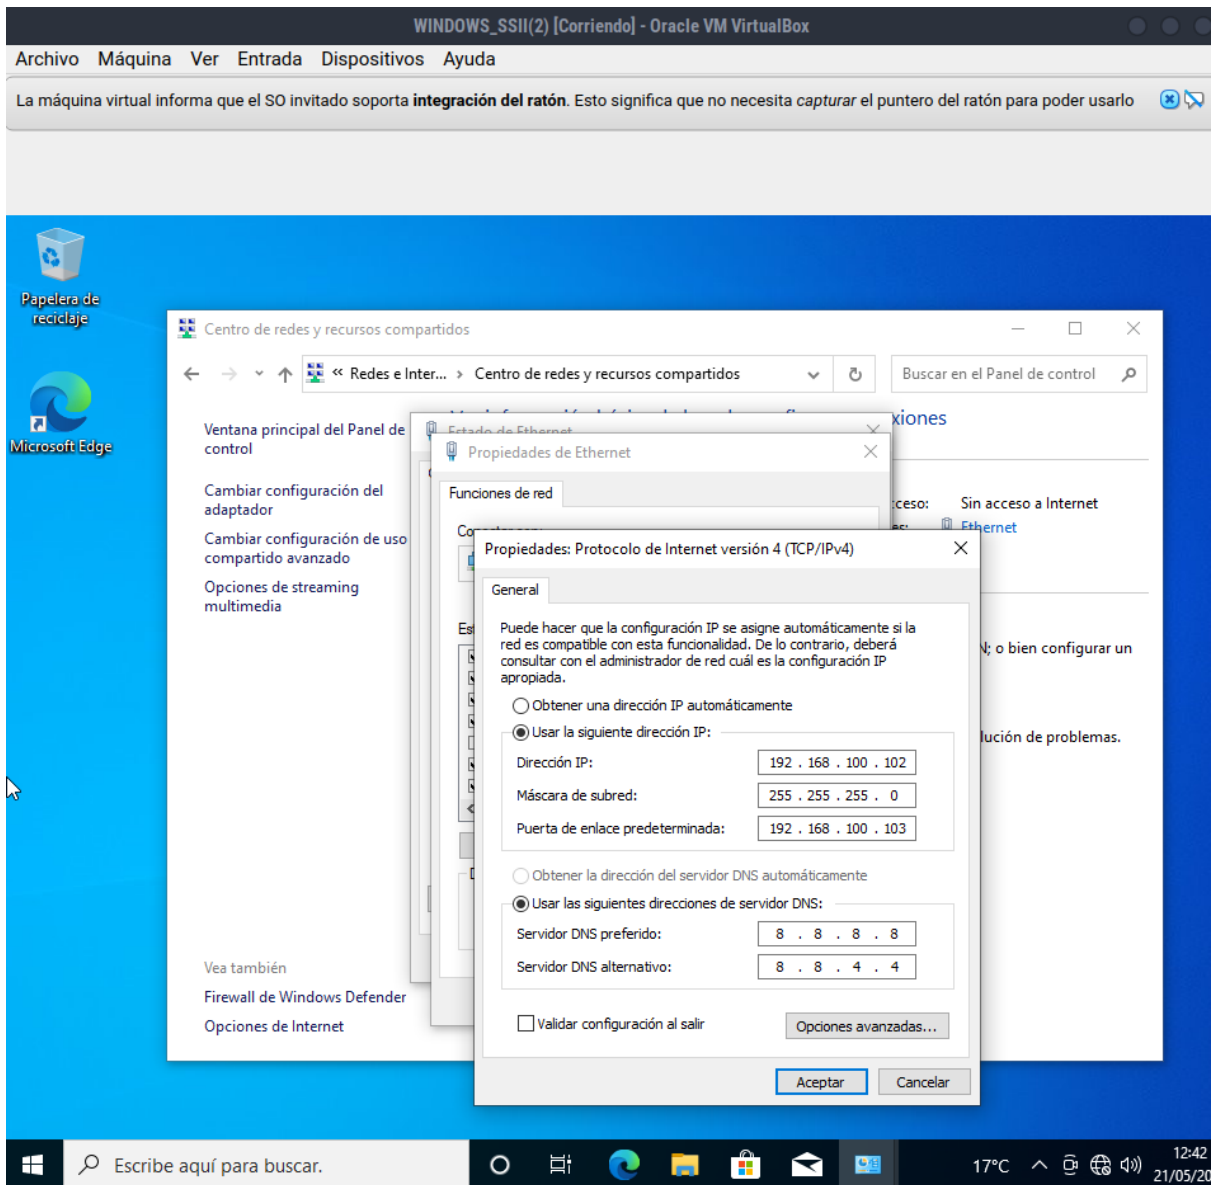 WINDOWS_SSII(2) [Corriendo] - Oracle VM VirtualBox
Archivo Máquina Ver Entrada Dispositivos Ayuda
La máquina virtual informa que el SO invitado soporta integración del ratón. Esto significa que no necesita capturar el puntero del ratón para poder usarlo
Papelera de
reciclaje
Microsoft Edge
Centro de redes y recursos compartidos
« Redes e Inter... › Centro de redes y recursos compartidos
Buscar en el Panel de control
Ventana principal del Panel de
control
Cambiar configuración del
adaptador
Cambiar configuración de uso
compartido avanzado
Opciones de streaming
multimedia
Vea también
Firewall de Windows Defender
Opciones de Internet
xiones
ceso: Sin acceso a Internet
Ethernet
N; o bien configurar un
lución de problemas.
Estado de Ethernet
Propiedades de Ethernet
Funciones de red
Propiedades: Protocolo de Internet versión 4 (TCP/IPv4)
General
Puede hacer que la configuración IP se asigne automáticamente si la
red es compatible con esta funcionalidad. De lo contrario, deberá
consultar con el administrador de red cuál es la configuración IP
apropiada.
Obtener una dirección IP automáticamente
Usar la siguiente dirección IP:
Dirección IP: 192 . 168 . 100 . 102
Máscara de subred: 255 . 255 . 255 . 0
Puerta de enlace predeterminada: 192 . 168 . 100 . 103
Obtener la dirección del servidor DNS automáticamente
Usar las siguientes direcciones de servidor DNS:
Servidor DNS preferido: 8 . 8 . 8 . 8
Servidor DNS alternativo: 8 . 8 . 4 . 4
Validar configuración al salir
Opciones avanzadas...
Aceptar Cancelar
Escribe aquí para buscar.
17°C
12:42
21/05/20